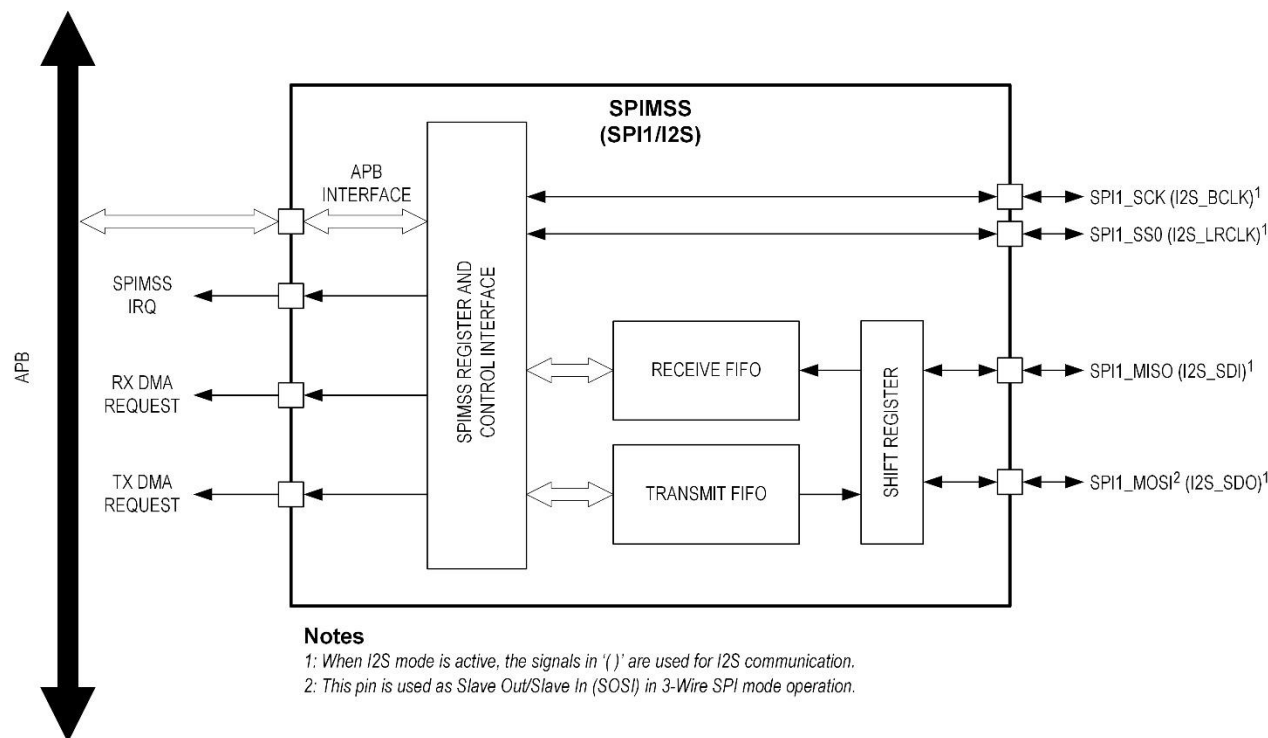 SPIMSS
(SPI1/I2S)
APB
INTERFACE
SPI1_SCK (I2S_BCLK)¹
SPI1_SS0 (I2S_LRCLK)¹
SPIMSS
IRQ
RX DMA
REQUEST
TX DMA
REQUEST
APB
SPIMSS REGISTER AND
CONTROL INTERFACE
RECEIVE FIFO
TRANSMIT FIFO
SHIFT REGISTER
SPI1_MISO (I2S_SDI)¹
SPI1_MOSI² (I2S_SDO)¹
Notes
1: When I2S mode is active, the signals in '( )' are used for I2S communication.
2: This pin is used as Slave Out/Slave In (SOSI) in 3-Wire SPI mode operation.